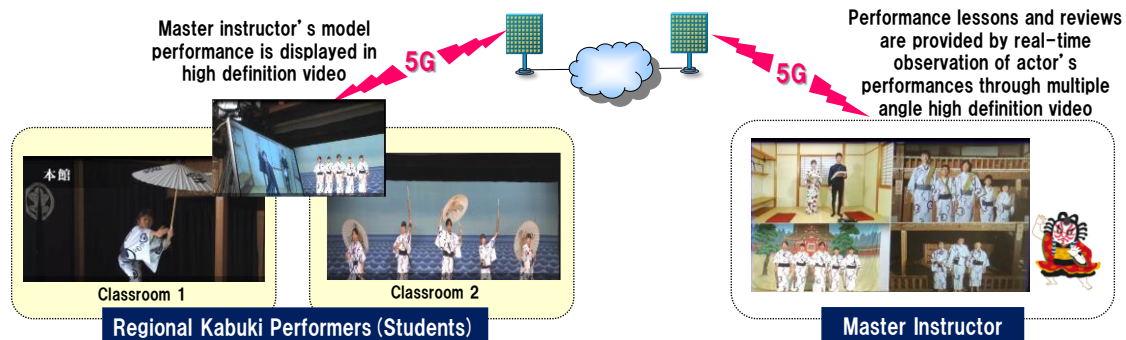 Master instructor's model
performance is displayed in
high definition video
5G
5G
Performance lessons and reviews
are provided by real-time
observation of actor's
performances through multiple
angle high definition video
本館
Classroom 1
Classroom 2
Regional Kabuki Performers (Students)
Master Instructor